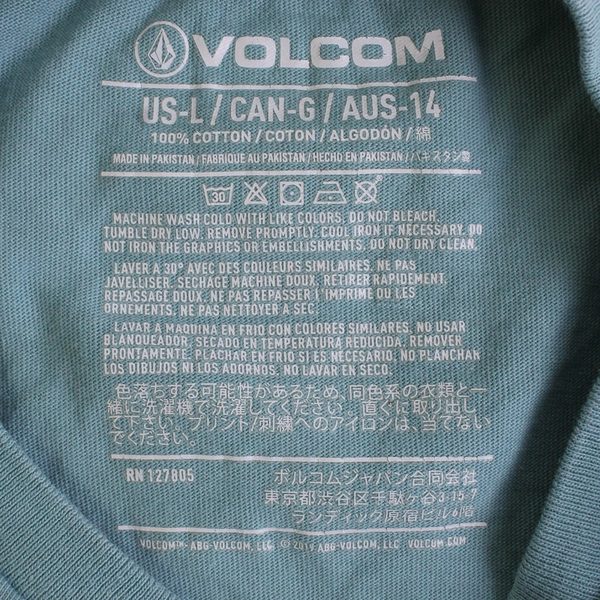 VOLCOM
US-L / CAN-G / AUS-14
100% COTTON / COTON / ALGODÓN / 綿
MADE IN PAKISTAN / FABRIQUE AU PAKISTAN / HECHO EN PAKISTAN / パキスタン製
30
MACHINE WASH COLD WITH LIKE COLORS. DO NOT BLEACH.
TUMBLE DRY LOW. REMOVE PROMPTLY. COOL IRON IF NECESSARY. DO
NOT IRON THE GRAPHICS OR EMBELLISHMENTS. DO NOT DRY CLEAN.
LAVER A 30° AVEC DES COULEURS SIMILAIRES. NE PAS
JAVELLISER. SECHAGE MACHINE DOUX. RETIRER RAPIDEMENT.
REPASSAGE DOUX. NE PAS REPASSER L'IMPRIME OU LES
ORNEMENTS. NE PAS NETTOYER A SEC.
LAVAR A MAQUINA EN FRIO CON COLORES SIMILARES. NO USAR
BLANQUEADOR. SECADO EN TEMPERATURA REDUCIDA. REMOVER
PRONTAMENTE. PLACHAR EN FRIO SI ES NECESARIO. NO PLANCHAR
LOS DIBUJOS NI LOS ADORNOS. NO LAVAR EN SECO.
色落ちする可能性があるため、同色系の衣類と一
緒に洗濯機で洗濯してください。直ぐに取り出し
て下さい。プリント/刺繍へのアイロンは、当てない
でください。
RN 127805
ボルコムジャパン合同会社
東京都渋谷区千駄ヶ谷3-15-7
ランディック原宿ビル6階
VOLCOM™- ABG-VOLCOM, LLC © 2019 ABG-VOLCOM, LLC VOLCOM.COM